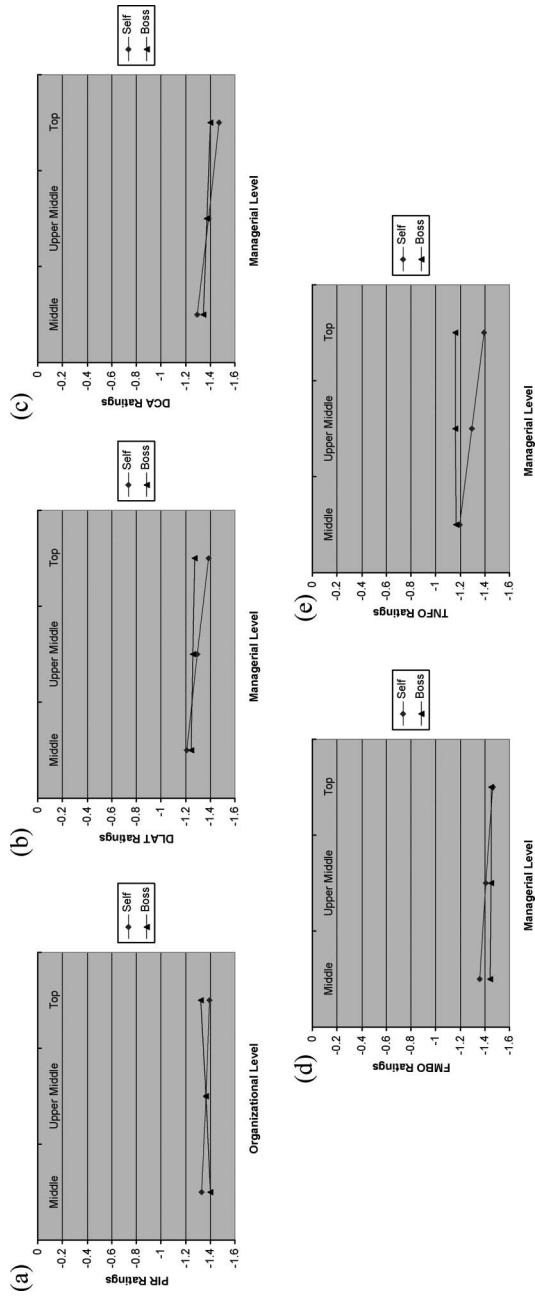 (a)
0
-0.2
-0.4
-0.6
-0.8
-1
-1.2
-1.4
-1.6
PIR Ratings
Middle
Upper Middle
Top
Organizational Level
Self
Boss
(b)
0
-0.2
-0.4
-0.6
-0.8
-1
-1.2
-1.4
-1.6
DLAT Ratings
Middle
Upper Middle
Top
Managerial Level
Self
Boss
(c)
0
-0.2
-0.4
-0.6
-0.8
-1
-1.2
-1.4
-1.6
DCA Ratings
Middle
Upper Middle
Top
Managerial Level
Self
Boss
(d)
0
-0.2
-0.4
-0.6
-0.8
-1
-1.2
-1.4
-1.6
FMBO Ratings
Middle
Upper Middle
Top
Managerial Level
Self
Boss
(e)
0
-0.2
-0.4
-0.6
-0.8
-1
-1.2
-1.4
-1.6
TNFO Ratings
Middle
Upper Middle
Top
Managerial Level
Self
Boss